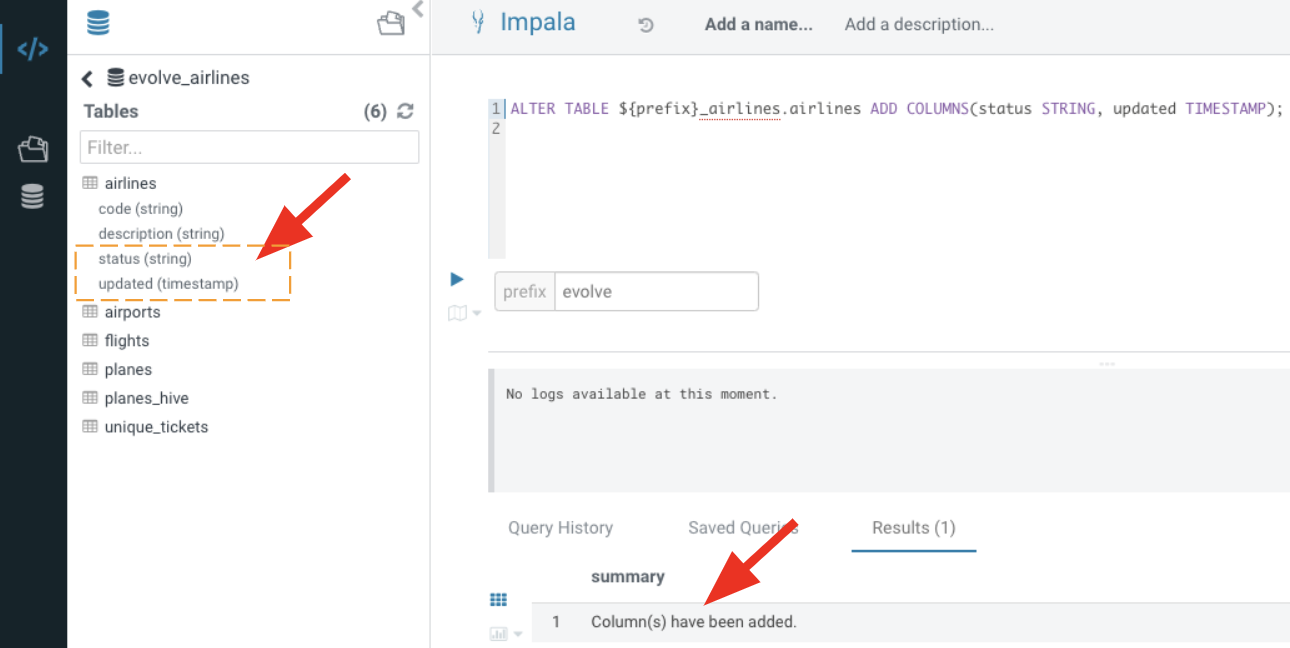 Impala
Add a name...
Add a description...
evolve_airlines
Tables
(6)
Filter...
airlines
code (string)
description (string)
status (string)
updated (timestamp)
airports
flights
planes
planes_hive
unique_tickets
1 ALTER TABLE ${prefix}_airlines.airlines ADD COLUMNS(status STRING, updated TIMESTAMP);
2
prefix evolve
No logs available at this moment.
Query History
Saved Queries
Results (1)
summary
1 Column(s) have been added.